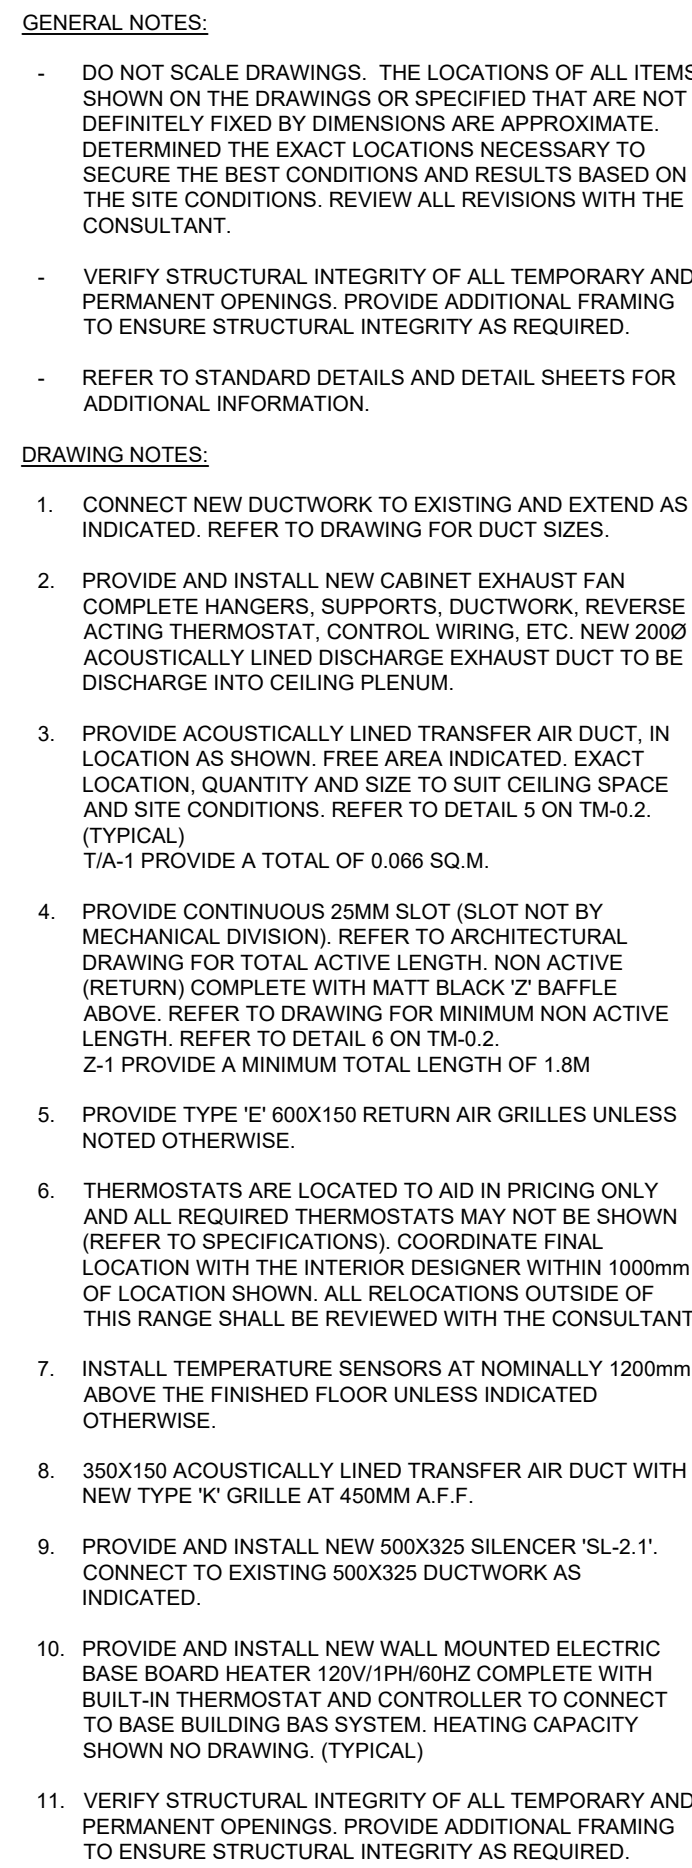 GENERAL NOTES:
- DO NOT SCALE DRAWINGS. THE LOCATIONS OF ALL ITEMS
SHOWN ON THE DRAWINGS OR SPECIFIED THAT ARE NOT
DEFINITELY FIXED BY DIMENSIONS ARE APPROXIMATE.
DETERMINED THE EXACT LOCATIONS NECESSARY TO
SECURE THE BEST CONDITIONS AND RESULTS BASED ON
THE SITE CONDITIONS. REVIEW ALL REVISIONS WITH THE
CONSULTANT.
- VERIFY STRUCTURAL INTEGRITY OF ALL TEMPORARY AND
PERMANENT OPENINGS. PROVIDE ADDITIONAL FRAMING
TO ENSURE STRUCTURAL INTEGRITY AS REQUIRED.
- REFER TO STANDARD DETAILS AND DETAIL SHEETS FOR
ADDITIONAL INFORMATION.
DRAWING NOTES:
1. CONNECT NEW DUCTWORK TO EXISTING AND EXTEND AS
INDICATED. REFER TO DRAWING FOR DUCT SIZES.
2. PROVIDE AND INSTALL NEW CABINET EXHAUST FAN
COMPLETE HANGERS, SUPPORTS, DUCTWORK, REVERSE
ACTING THERMOSTAT, CONTROL WIRING, ETC. NEW 200Ø
ACOUSTICALLY LINED DISCHARGE EXHAUST DUCT TO BE
DISCHARGE INTO CEILING PLENUM.
3. PROVIDE ACOUSTICALLY LINED TRANSFER AIR DUCT, IN
LOCATION AS SHOWN. FREE AREA INDICATED. EXACT
LOCATION, QUANTITY AND SIZE TO SUIT CEILING SPACE
AND SITE CONDITIONS. REFER TO DETAIL 5 ON TM-0.2.
(TYPICAL)
T/A-1 PROVIDE A TOTAL OF 0.066 SQ.M.
4. PROVIDE CONTINUOUS 25MM SLOT (SLOT NOT BY
MECHANICAL DIVISION). REFER TO ARCHITECTURAL
DRAWING FOR TOTAL ACTIVE LENGTH. NON ACTIVE
(RETURN) COMPLETE WITH MATT BLACK 'Z' BAFFLE
ABOVE. REFER TO DRAWING FOR MINIMUM NON ACTIVE
LENGTH. REFER TO DETAIL 6 ON TM-0.2.
Z-1 PROVIDE A MINIMUM TOTAL LENGTH OF 1.8M
5. PROVIDE TYPE 'E' 600X150 RETURN AIR GRILLES UNLESS
NOTED OTHERWISE.
6. THERMOSTATS ARE LOCATED TO AID IN PRICING ONLY
AND ALL REQUIRED THERMOSTATS MAY NOT BE SHOWN
(REFER TO SPECIFICATIONS). COORDINATE FINAL
LOCATION WITH THE INTERIOR DESIGNER WITHIN 1000mm
OF LOCATION SHOWN. ALL RELOCATIONS OUTSIDE OF
THIS RANGE SHALL BE REVIEWED WITH THE CONSULTANT
7. INSTALL TEMPERATURE SENSORS AT NOMINALLY 1200mm
ABOVE THE FINISHED FLOOR UNLESS INDICATED
OTHERWISE.
8. 350X150 ACOUSTICALLY LINED TRANSFER AIR DUCT WITH
NEW TYPE 'K' GRILLE AT 450MM A.F.F.
9. PROVIDE AND INSTALL NEW 500X325 SILENCER 'SL-2.1'.
CONNECT TO EXISTING 500X325 DUCTWORK AS
INDICATED.
10. PROVIDE AND INSTALL NEW WALL MOUNTED ELECTRIC
BASE BOARD HEATER 120V/1PH/60HZ COMPLETE WITH
BUILT-IN THERMOSTAT AND CONTROLLER TO CONNECT
TO BASE BUILDING BAS SYSTEM. HEATING CAPACITY
SHOWN NO DRAWING. (TYPICAL)
11. VERIFY STRUCTURAL INTEGRITY OF ALL TEMPORARY AND
PERMANENT OPENINGS. PROVIDE ADDITIONAL FRAMING
TO ENSURE STRUCTURAL INTEGRITY AS REQUIRED.